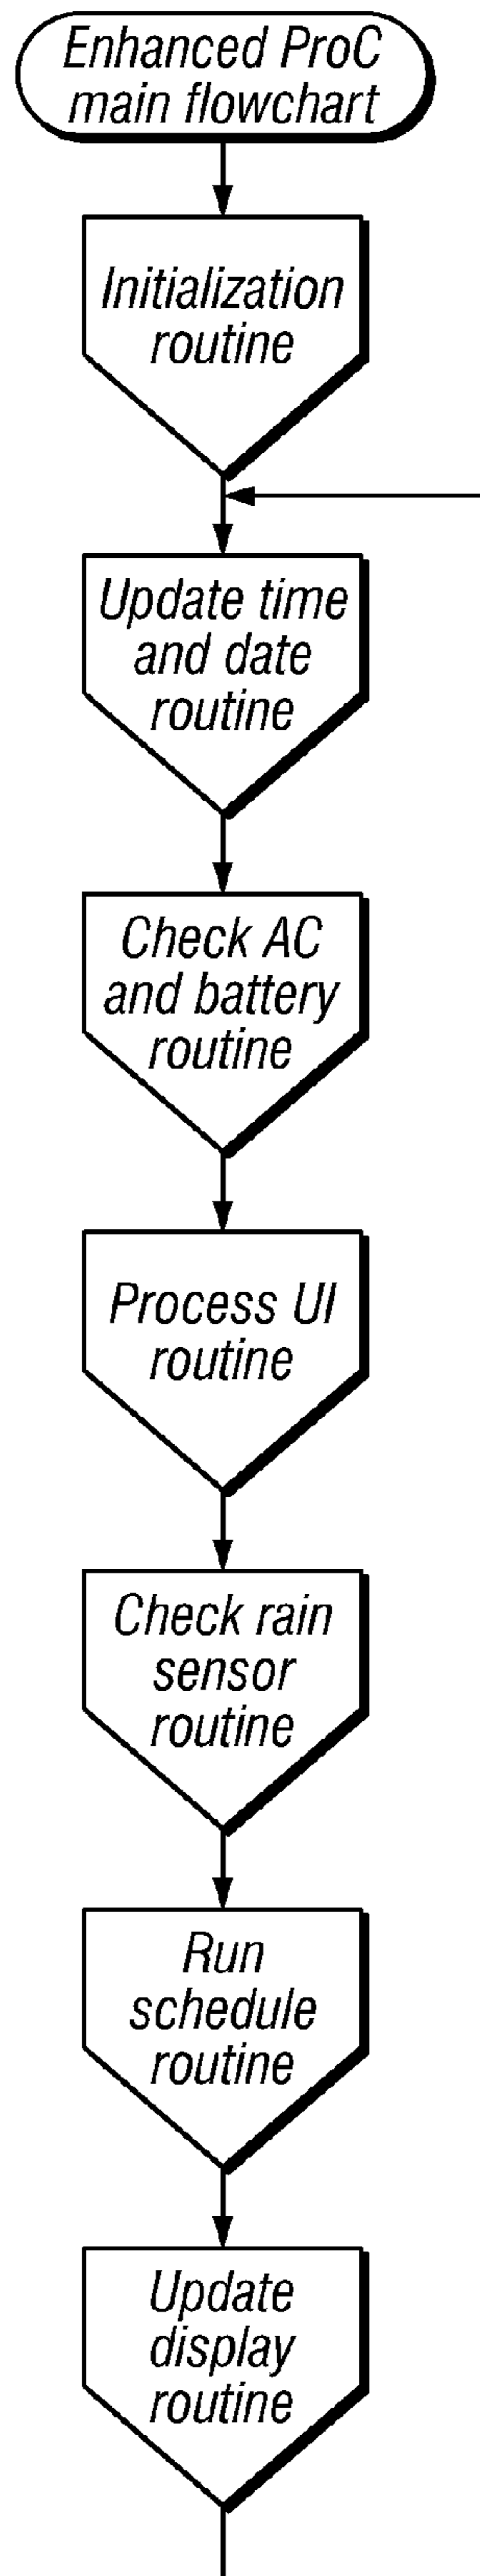 Enhanced ProC
main flowchart
Initialization
routine
Update time
and date
routine
Check AC
and battery
routine
Process UI
routine
Check rain
sensor
routine
Run
schedule
routine
Update
display
routine